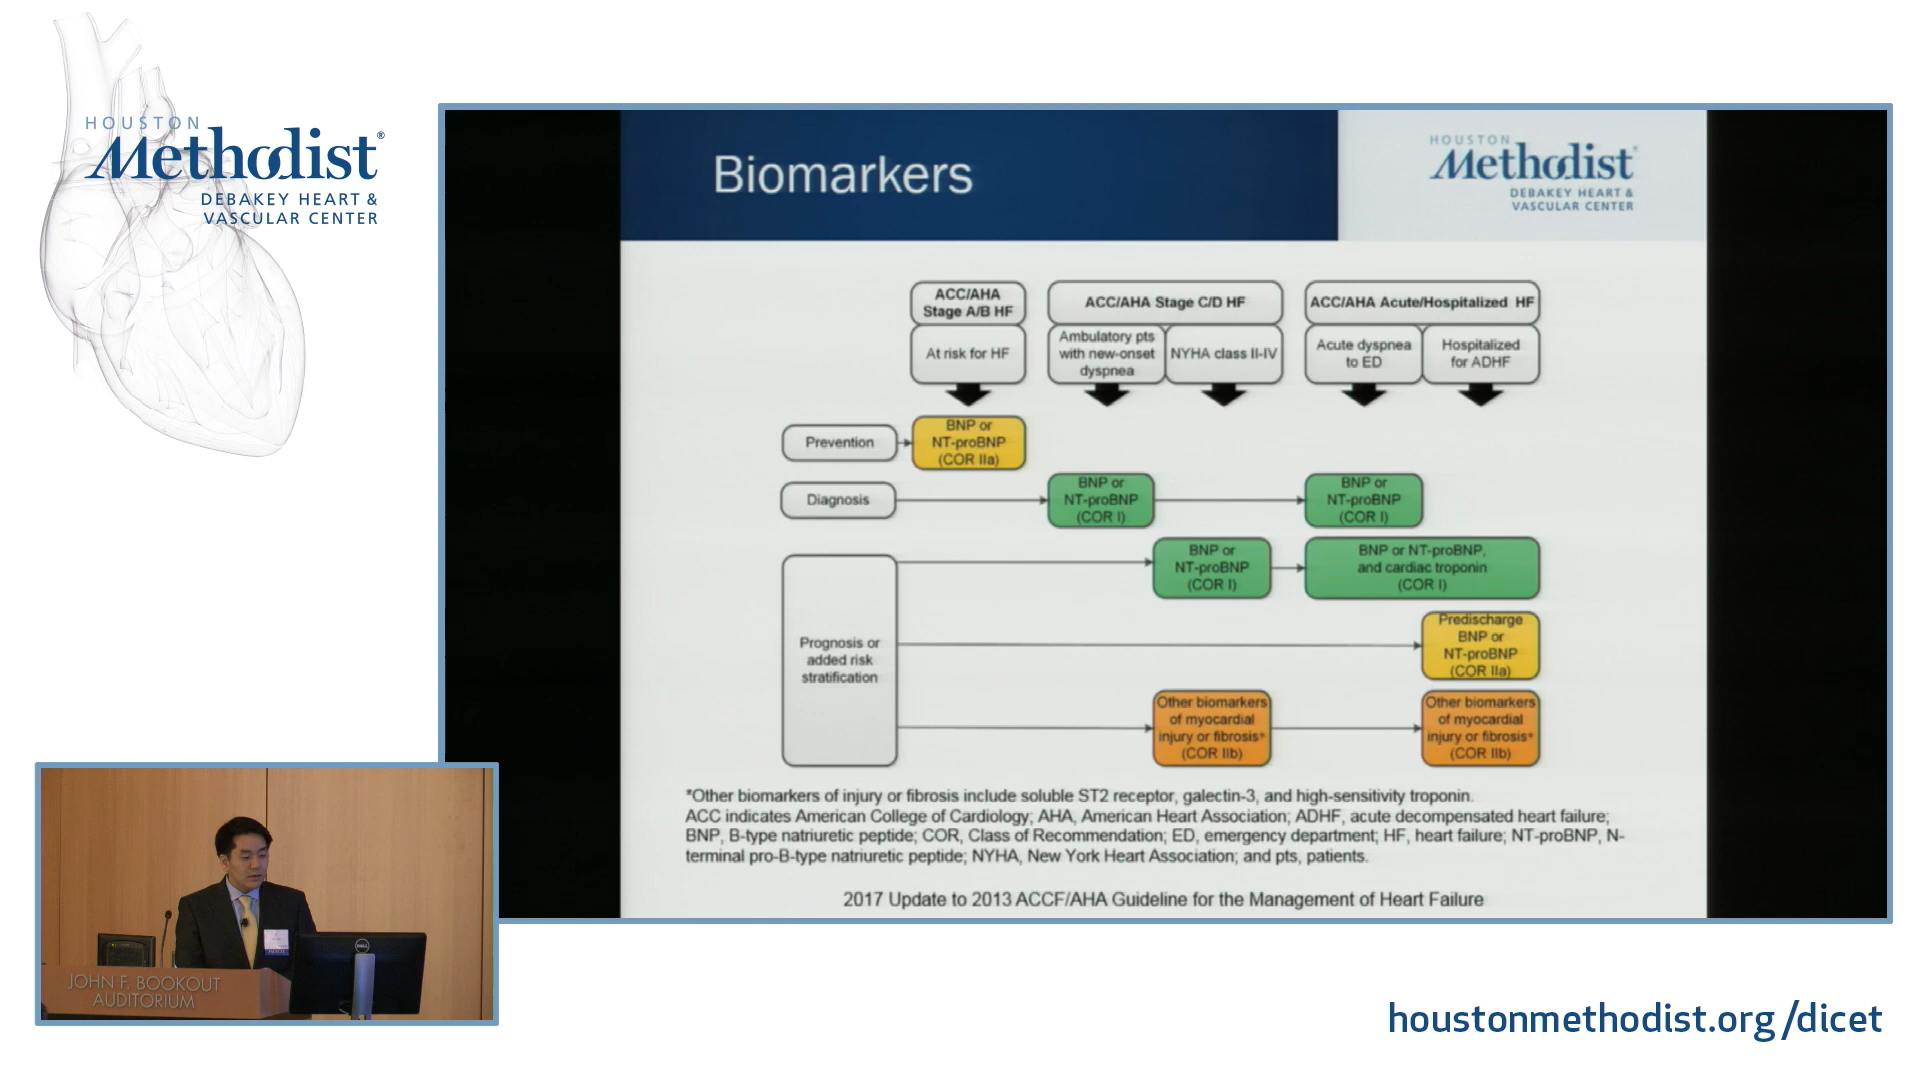 HOUSTON
Methodist®
DEBAKEY HEART &
VASCULAR CENTER
Biomarkers
HOUSTON
Methodist®
DEBAKEY HEART &
VASCULAR CENTER
ACC/AHA
Stage A/B HF
ACC/AHA Stage C/D HF
ACC/AHA Acute/Hospitalized HF
At risk for HF
Ambulatory pts
with new-onset
dyspnea
NYHA class II-IV
Acute dyspnea
to ED
Hospitalized
for ADHF
Prevention
BNP or
NT-proBNP
(COR IIa)
Diagnosis
BNP or
NT-proBNP
(COR I)
BNP or
NT-proBNP
(COR I)
Prognosis or
added risk
stratification
BNP or
NT-proBNP
(COR I)
BNP or NT-proBNP,
and cardiac troponin
(COR I)
Predischarge
BNP or
NT-proBNP
(COR IIa)
Other biomarkers
of myocardial
injury or fibrosis*
(COR IIb)
Other biomarkers
of myocardial
injury or fibrosis*
(COR IIb)
*Other biomarkers of injury or fibrosis include soluble ST2 receptor, galectin-3, and high-sensitivity troponin.
ACC indicates American College of Cardiology; AHA, American Heart Association; ADHF, acute decompensated heart failure;
BNP, B-type natriuretic peptide; COR, Class of Recommendation; ED, emergency department; HF, heart failure; NT-proBNP, N-
terminal pro-B-type natriuretic peptide; NYHA, New York Heart Association; and pts, patients.
2017 Update to 2013 ACCF/AHA Guideline for the Management of Heart Failure
DELL
JOHN F. BOOKOUT
AUDITORIUM
houstonmethodist.org/dicet